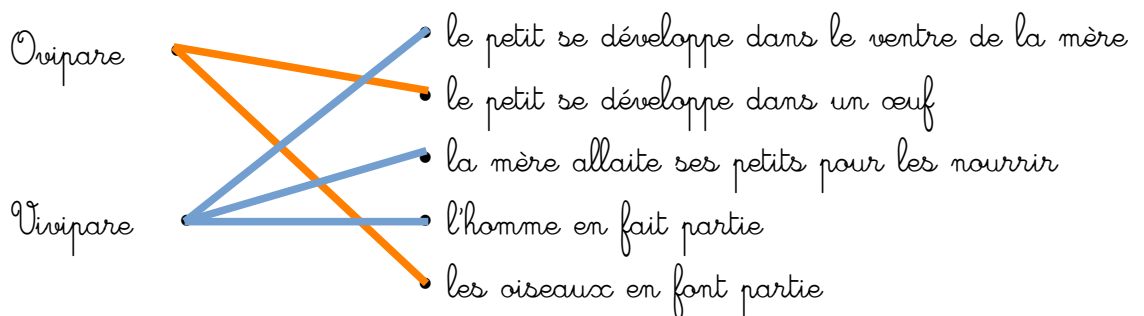 Ovipare
le petit se développe dans le ventre de la mère
le petit se développe dans un œuf
la mère allaite ses petits pour les nourrir
Vivipare
l'homme en fait partie
les oiseaux en font partie